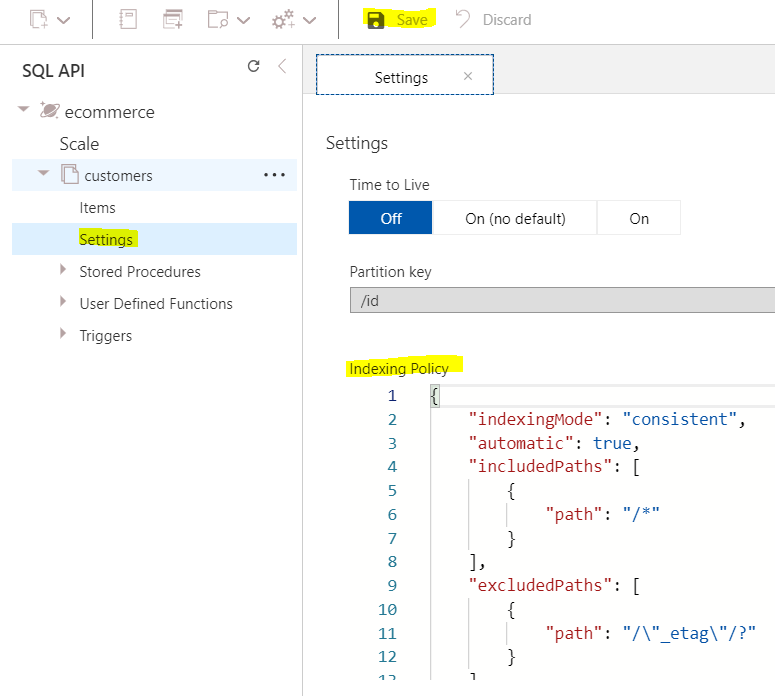 Save
Discard
SQL API
ecommerce
Scale
customers
Items
Settings
Stored Procedures
User Defined Functions
Triggers
Settings
Settings
Time to Live
Off
On (no default)
On
Partition key
/id
Indexing Policy
1 {
2 "indexingMode": "consistent",
3 "automatic": true,
4 "includedPaths": [
5 {
6 "path": "/*"
7 }
8 ],
9 "excludedPaths": [
10 {
11 "path": "/\"_etag\"/?"
12 }
13 ]